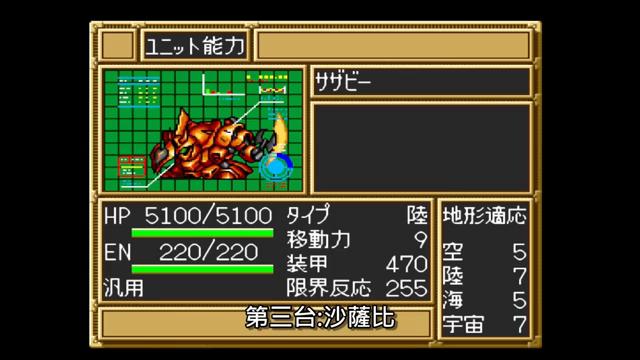 ユニット能力
サザビー
HP 5100/5100
EN 220/220
汎用
タイプ 陸
移動力 9
装甲 470
限界反応 255
地形適応
空 5
陸 7
海 5
宇宙 7
第三台:沙薩比